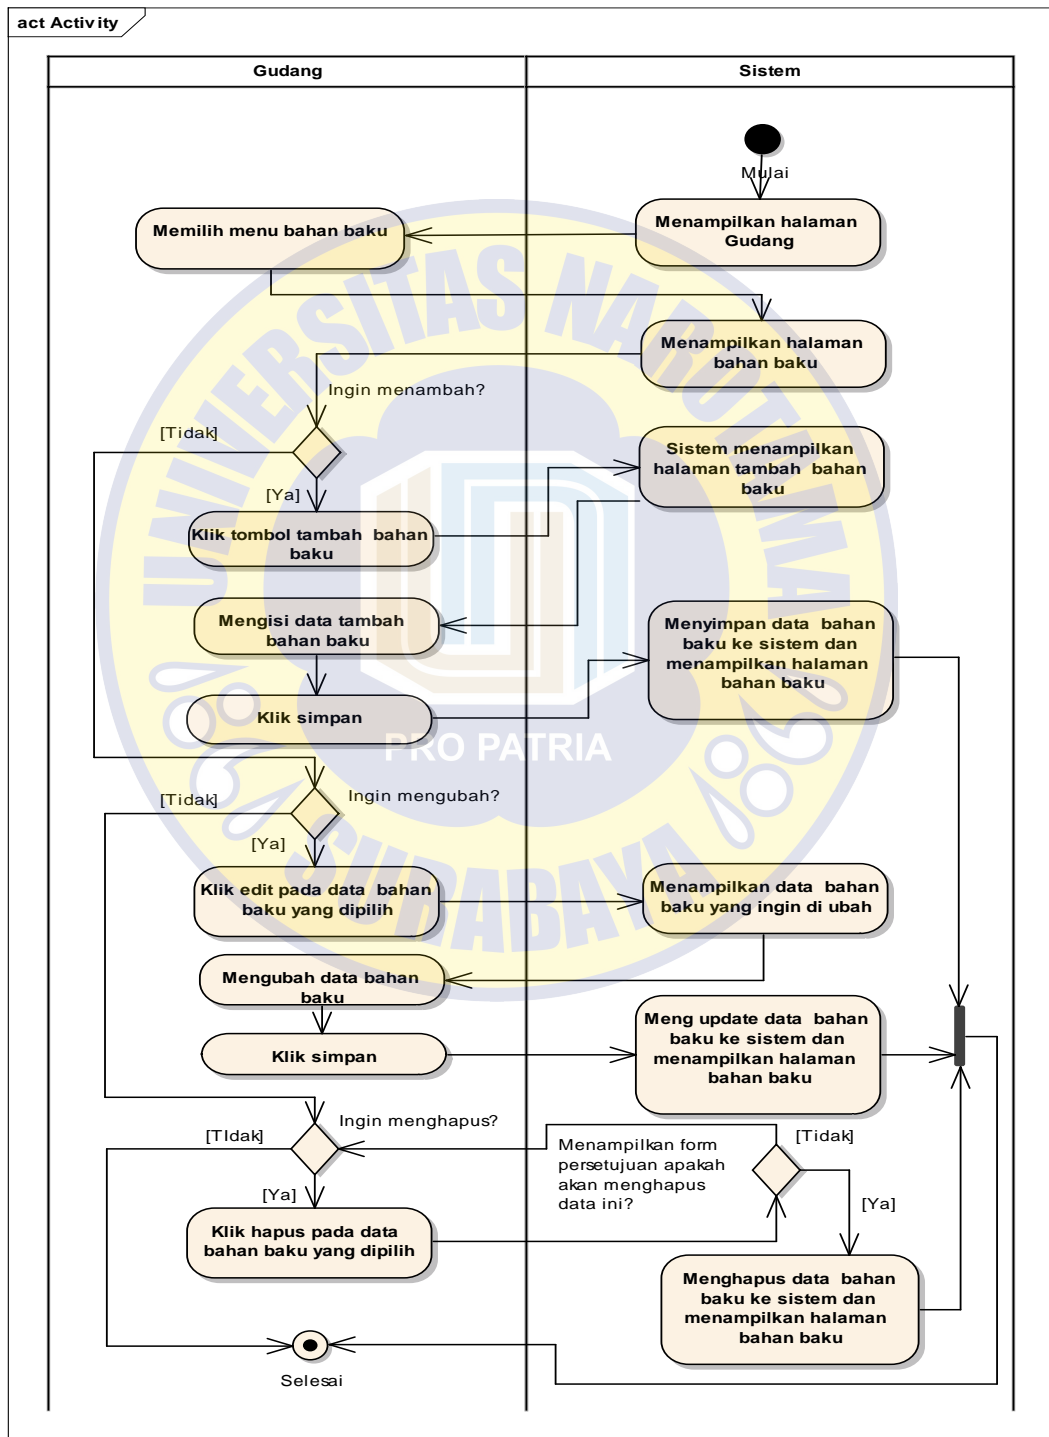 act Activity
Gudang
Sistem
Mulai
Memilih menu bahan baku
Menampilkan halaman
Gudang
Menampilkan halaman
bahan baku
Ingin menambah?
[Tidak]
[Ya]
Sistem menampilkan
halaman tambah bahan
baku
Klik tombol tambah bahan
baku
Mengisi data tambah
bahan baku
Menyimpan data bahan
baku ke sistem dan
menampilkan halaman
bahan baku
Klik simpan
[Tidak]
Ingin mengubah?
[Ya]
Klik edit pada data bahan
baku yang dipilih
Menampilkan data bahan
baku yang ingin di ubah
Mengubah data bahan
baku
Klik simpan
Meng update data bahan
baku ke sistem dan
menampilkan halaman
bahan baku
Ingin menghapus?
[TIdak]
[Ya]
Menampilkan form
persetujuan apakah
akan menghapus
data ini?
[Tidak]
[Ya]
Klik hapus pada data
bahan baku yang dipilih
Menghapus data bahan
baku ke sistem dan
menampilkan halaman
bahan baku
Selesai
UNIVERSITAS NAROTAMA
PRO PATRIA
SURABAYA